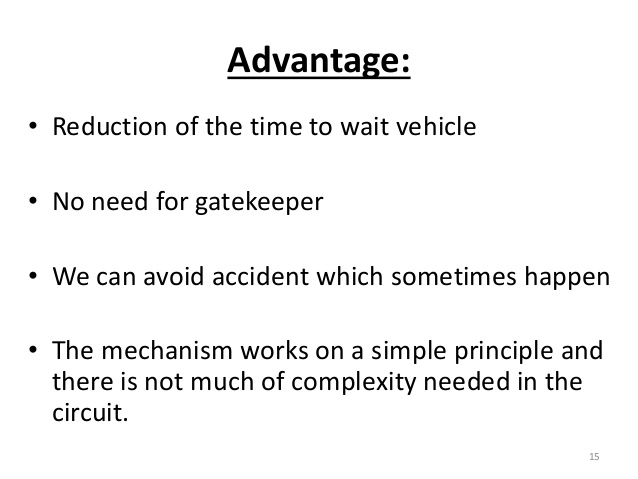 Advantage:
• Reduction of the time to wait vehicle
• No need for gatekeeper
• We can avoid accident which sometimes happen
• The mechanism works on a simple principle and
there is not much of complexity needed in the
circuit.
15